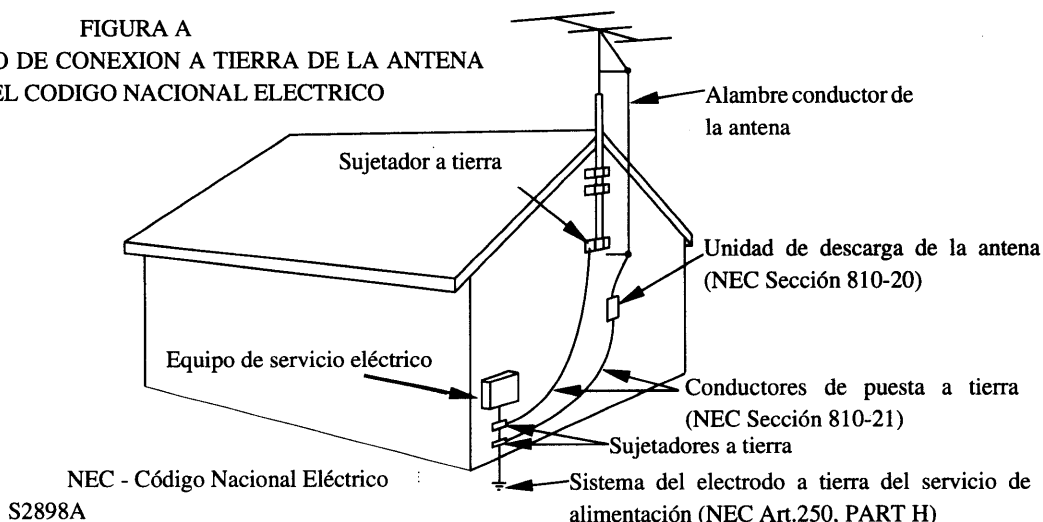 FIGURA A
O DE CONEXION A TIERRA DE LA ANTENA
EL CODIGO NACIONAL ELECTRICO
Alambre conductor de
la antena
Sujetador a tierra
Unidad de descarga de la antena
(NEC Sección 810-20)
Equipo de servicio eléctrico
Conductores de puesta a tierra
(NEC Sección 810-21)
Sujetadores a tierra
NEC - Código Nacional Eléctrico
Sistema del electrodo a tierra del servicio de
alimentación (NEC Art.250, PART H)
S2898A